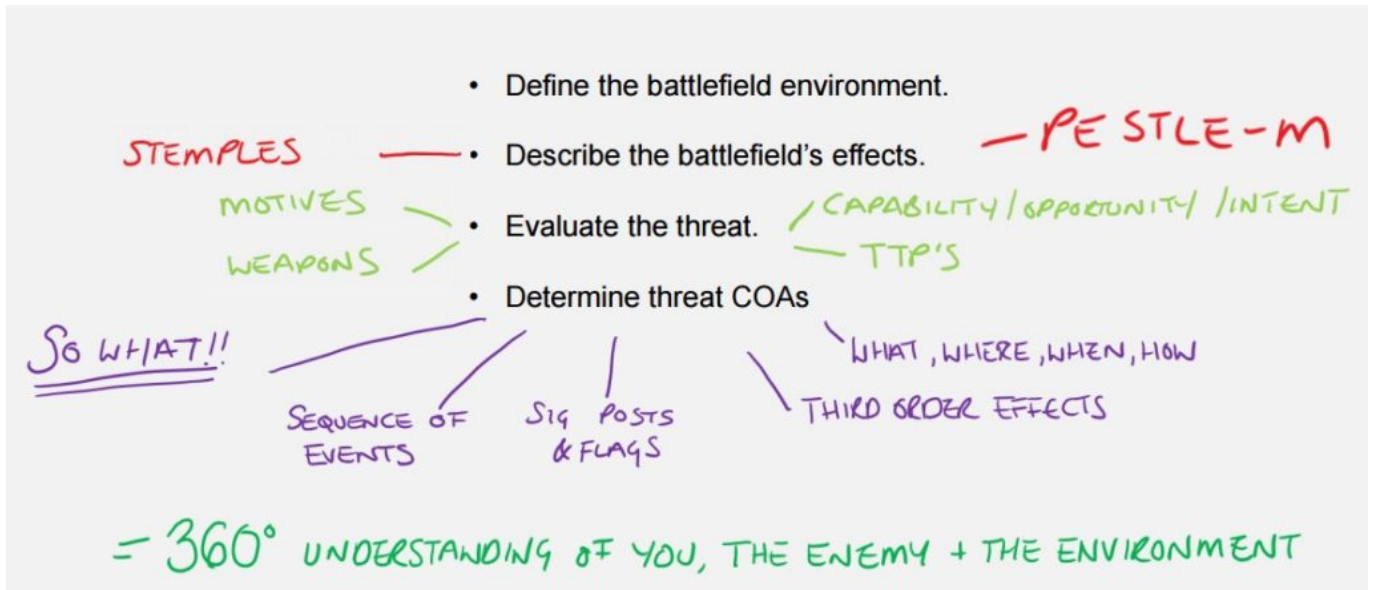 • Define the battlefield environment.
STEMPLES — • Describe the battlefield's effects. — PESTLE-M
MOTIVES
WEAPONS
• Evaluate the threat.
CAPABILITY/OPPORTUNITY/INTENT
TTP'S
• Determine threat COAs
SO WHAT!!
SEQUENCE OF
EVENTS
SIG POSTS
& FLAGS
THIRD ORDER EFFECTS
WHAT, WHERE, WHEN, HOW
= 360° UNDERSTANDING OF YOU, THE ENEMY + THE ENVIRONMENT